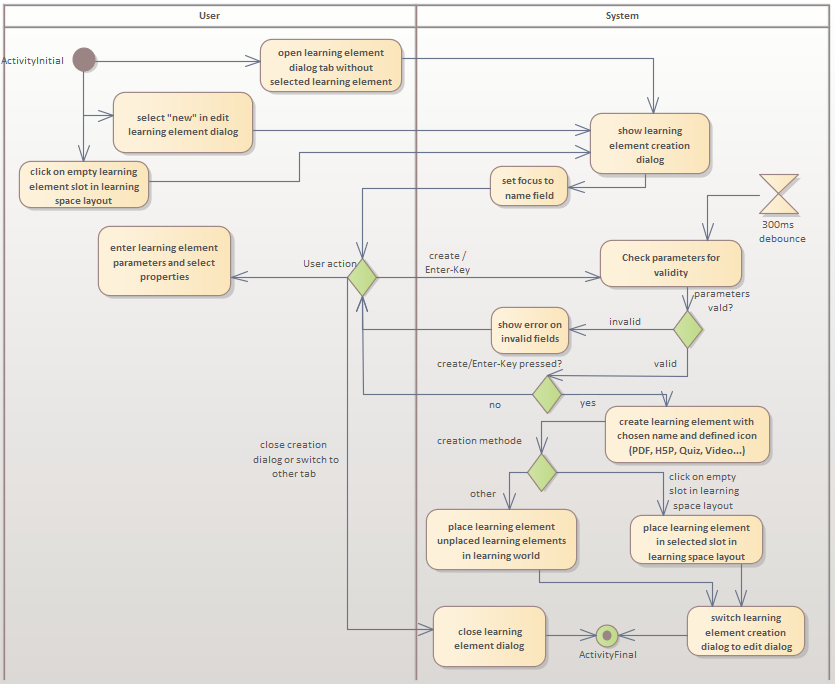 User
System
ActivityInitial
open learning element
dialog tab without
selected learning element
select "new" in edit
learning element dialog
show learning
element creation
dialog
click on empty learning
element slot in learning
space layout
set focus to
name field
300ms
debounce
enter learning element
parameters and select
properties
User action
create /
Enter-Key
Check parameters for
validity
parameters
vald?
show error on
invalid fields
invalid
create/Enter-Key pressed?
valid
no
yes
create learning element with
chosen name and defined icon
(PDF, H5P, Quiz, Video...)
close creation
dialog or switch to
other tab
creation methode
click on empty
slot in learning
space layout
other
place learning element
unplaced learning elements
in learning world
place learning element
in selected slot in
learning space layout
close learning
element dialog
ActivityFinal
switch learning
element creation
dialog to edit dialog